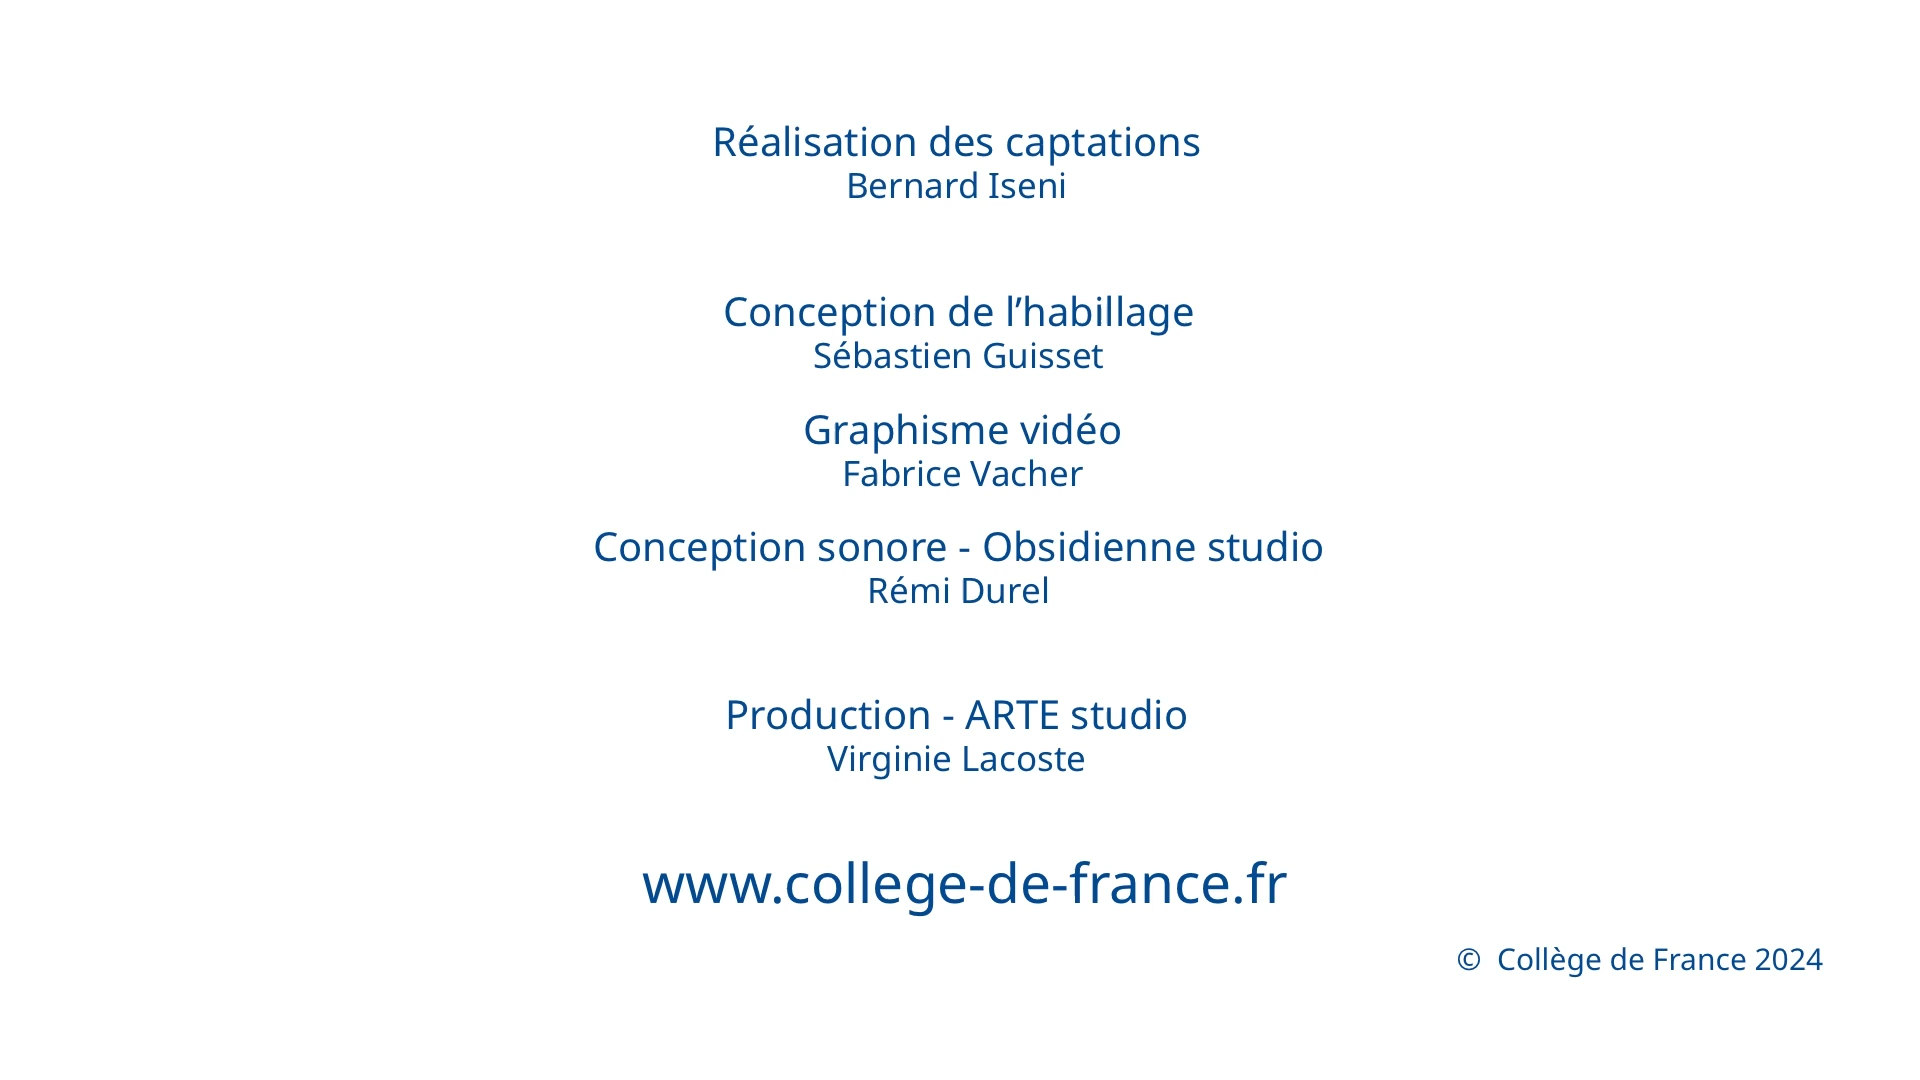 Réalisation des captations
Bernard Iseni
Conception de l’habillage
Sébastien Guisset
Graphisme vidéo
Fabrice Vacher
Conception sonore - Obsidienne studio
Rémi Durel
Production - ARTE studio
Virginie Lacoste
www.college-de-france.fr
© Collège de France 2024